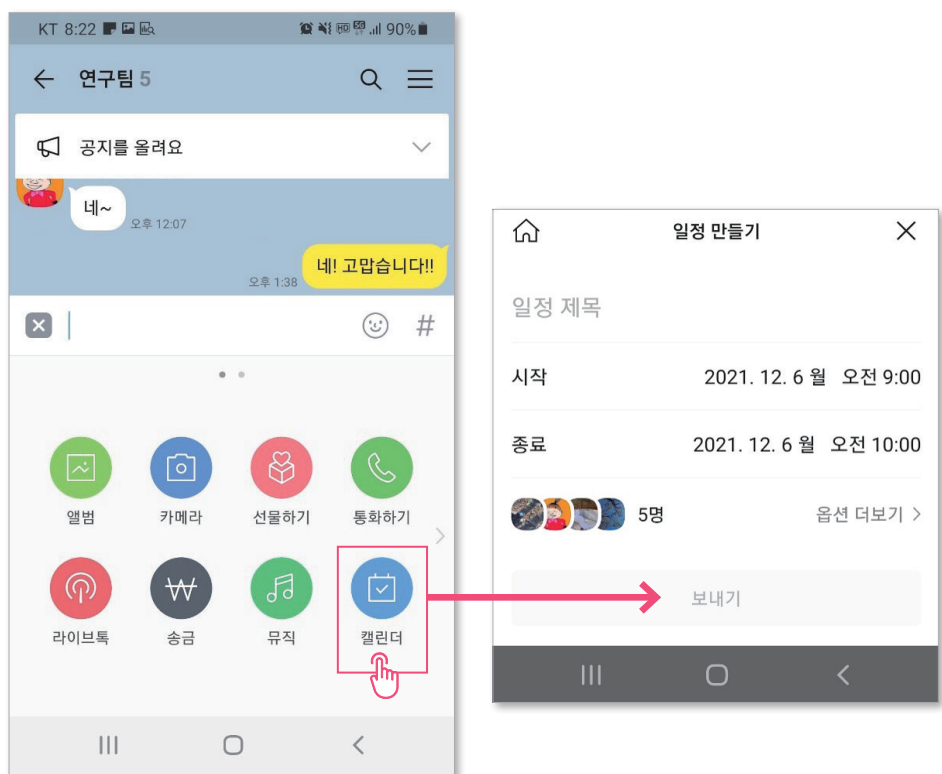 KT 8:22
HD 5G 90%
연구팀 5
공지를 올려요
네~
오후 12:07
네! 고맙습니다!!
오후 1:38
#
앨범 카메라 선물하기 통화하기
라이브톡 송금 뮤직 캘린더
일정 만들기
일정 제목
시작 2021. 12. 6 월 오전 9:00
종료 2021. 12. 6 월 오전 10:00
5명 옵션 더보기 >
보내기